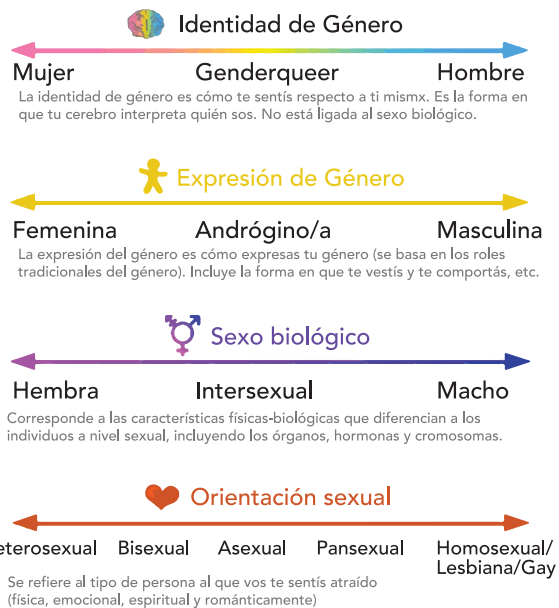 Identidad de Género
Mujer Genderqueer Hombre
La identidad de género es cómo te sentís respecto a ti mismx. Es la forma en
que tu cerebro interpreta quién sos. No está ligada al sexo biológico.
Expresión de Género
Femenina Andrógino/a Masculina
La expresión del género es cómo expresas tu género (se basa en los roles
tradicionales del género). Incluye la forma en que te vestís y te comportás, etc.
Sexo biológico
Hembra Intersexual Macho
Corresponde a las características físicas-biológicas que diferencian a los
individuos a nivel sexual, incluyendo los órganos, hormonas y cromosomas.
Orientación sexual
eterosexual Bisexual Asexual Pansexual Homosexual/
Lesbiana/Gay
Se refiere al tipo de persona al que vos te sentís atraído
(física, emocional, espiritual y románticamente)